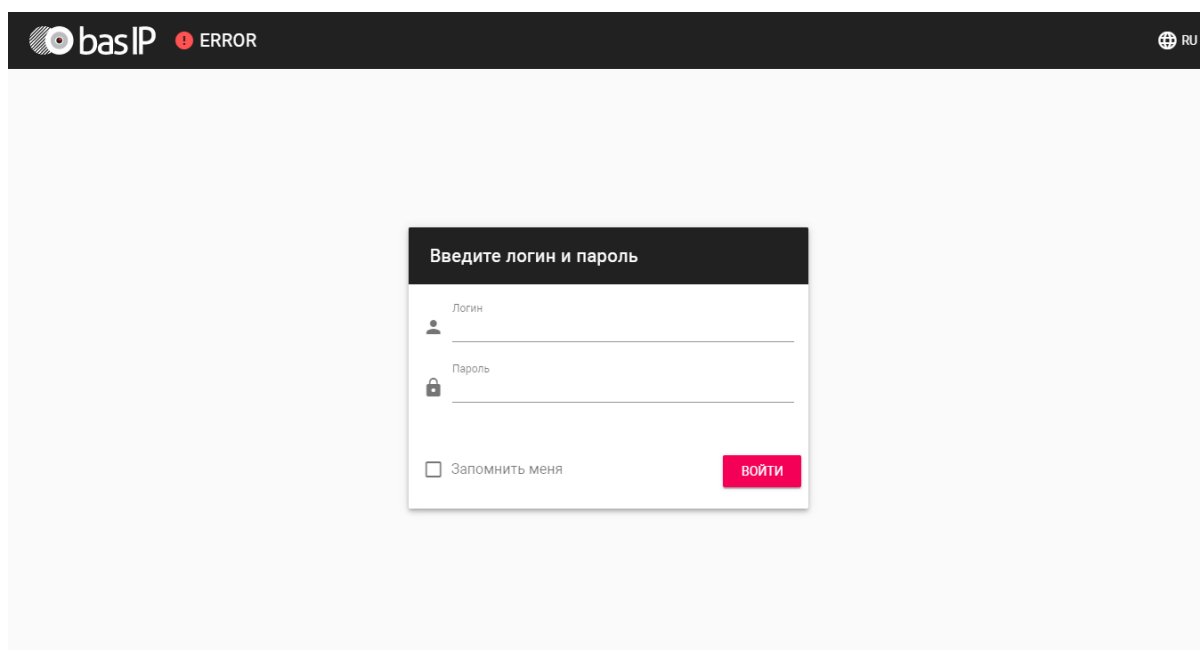 basIP ERROR RU
Введите логин и пароль
Логин
Пароль
Запомнить меня ВОЙТИ